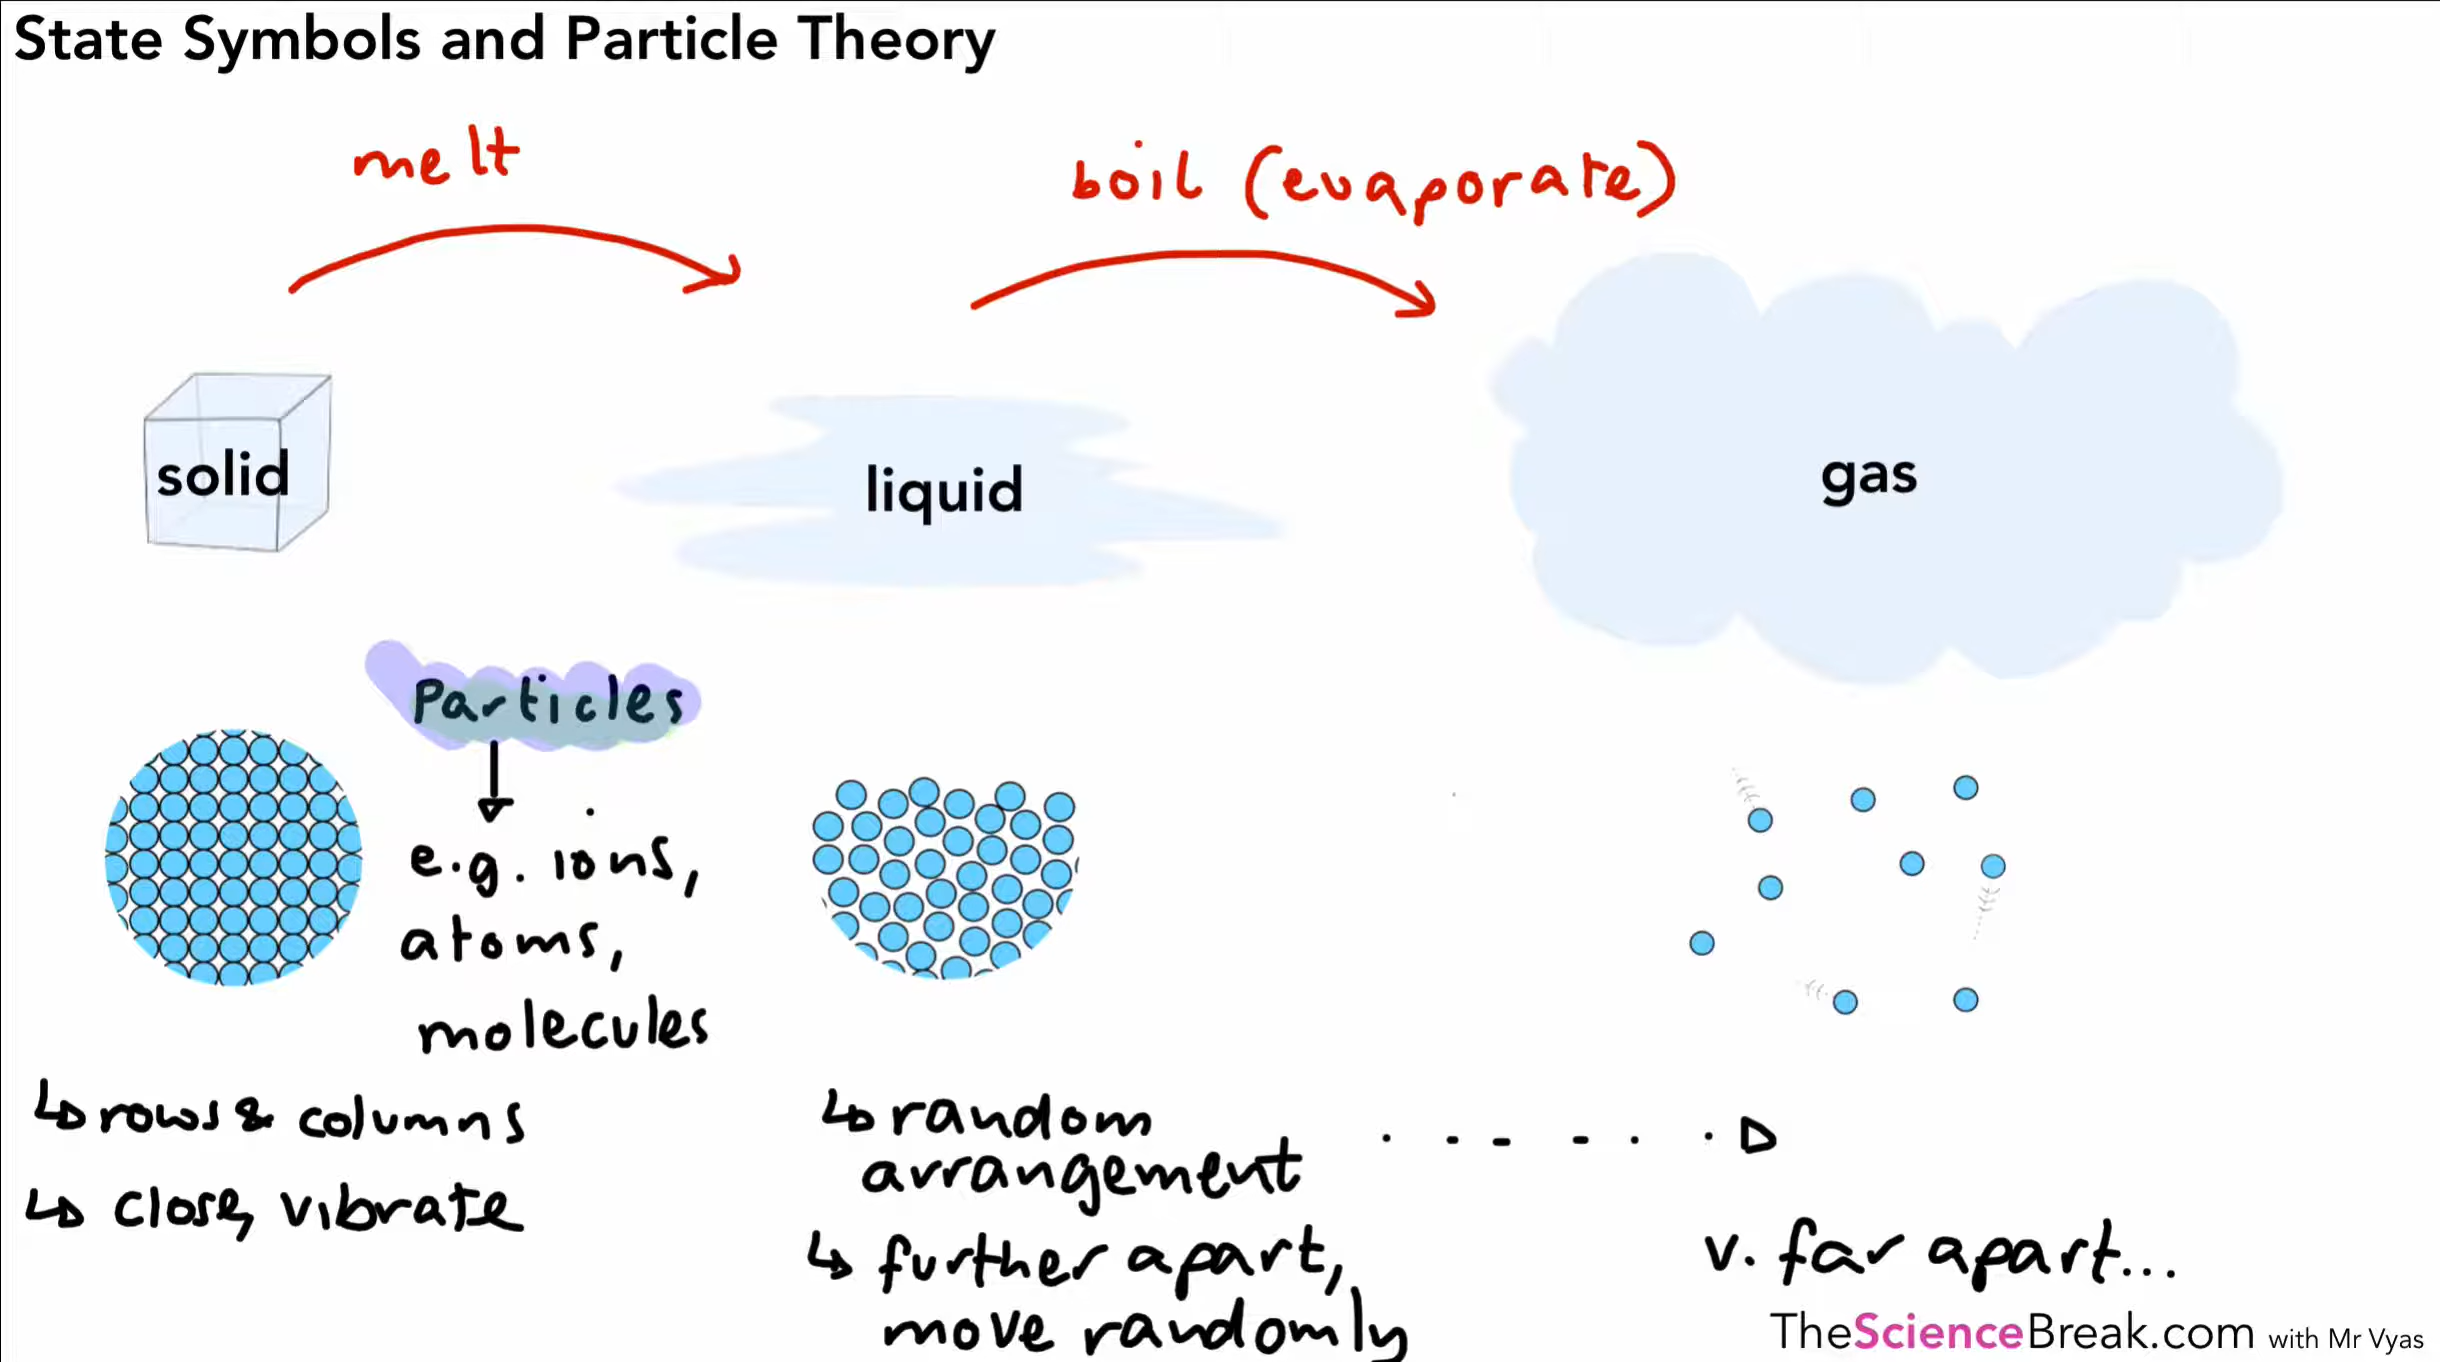 State Symbols and Particle Theory
melt
boil (evaporate)
solid
liquid
gas
Particles
e.g. ions,
atoms,
molecules
↳ rows & columns
↳ close, vibrate
↳ random
arrangement
↳ further apart,
move randomly
v. far apart...
TheScienceBreak.com with Mr Vyas